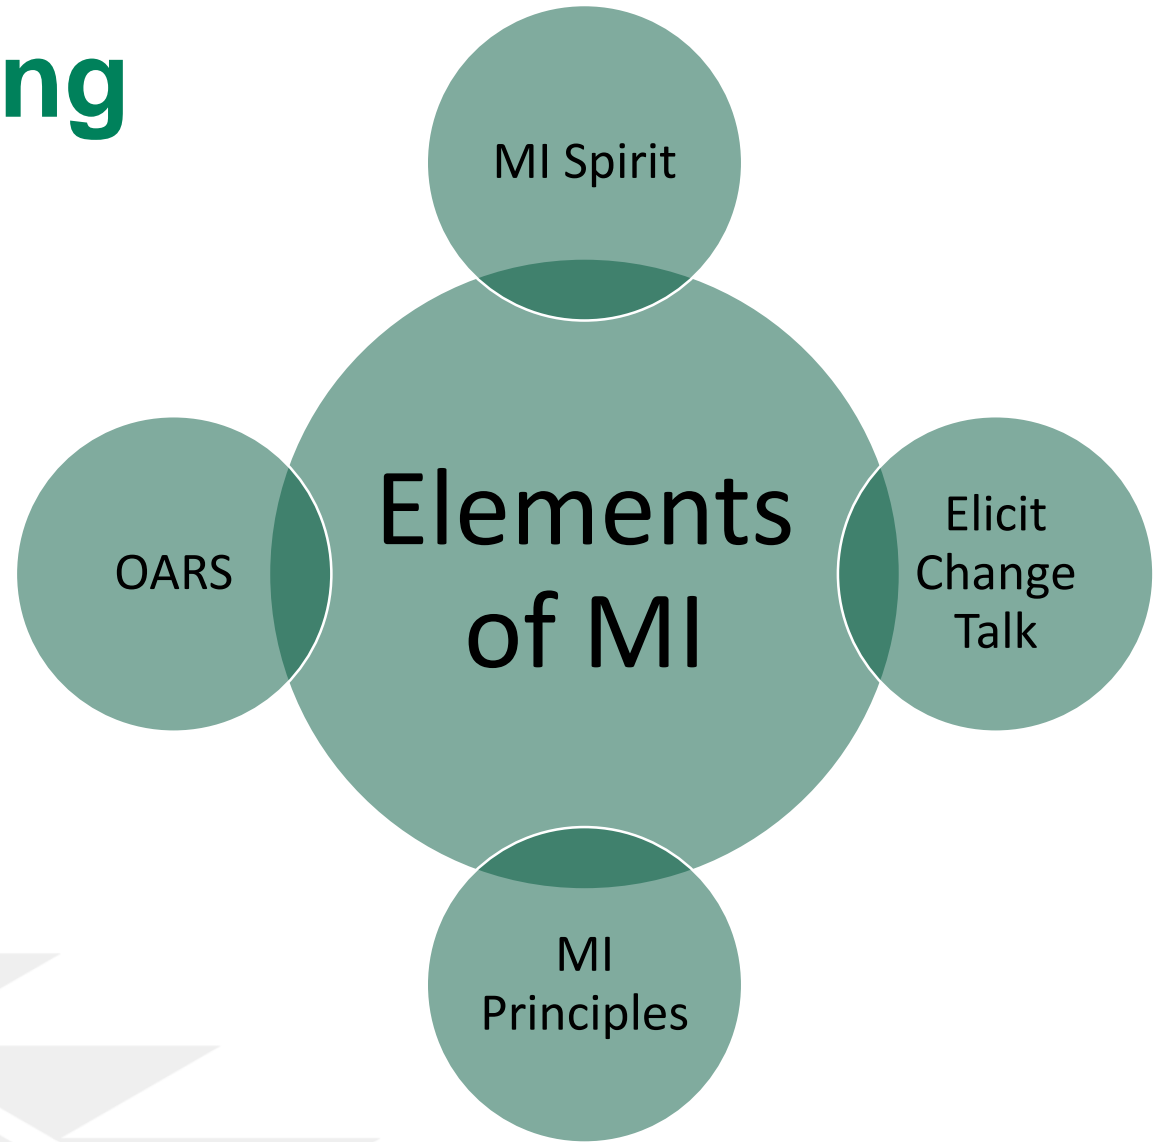 ng
MI Spirit
Elements
of MI
OARS
Elicit
Change
Talk
MI
Principles